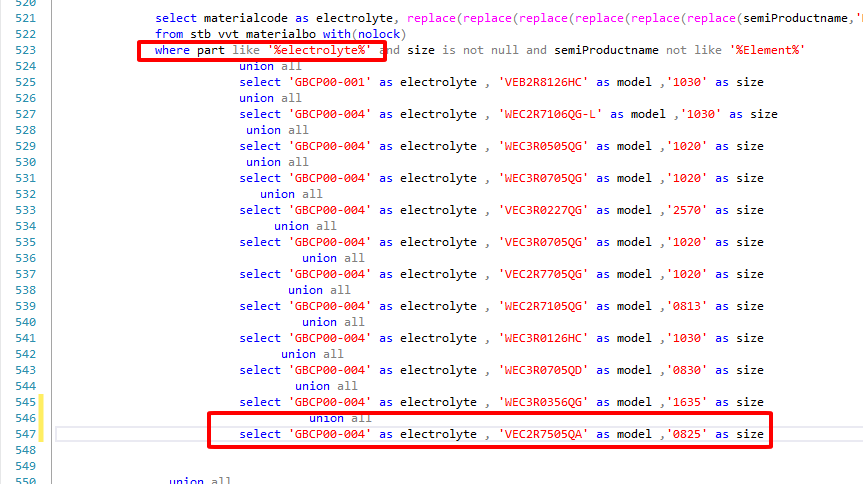 520
521 select materialcode as electrolyte, replace(replace(replace(replace(replace(replace(semiProductname,'
522 from stb_vvt_materialbo with(nolock)
523 where part like '%electrolyte%' and size is not null and semiProductname not like '%Element%'
524 union all
525 select 'GBCP00-001' as electrolyte , 'VEB2R8126HC' as model ,'1030' as size
526 union all
527 select 'GBCP00-004' as electrolyte , 'WEC2R7106QG-L' as model ,'1030' as size
528 union all
529 select 'GBCP00-004' as electrolyte , 'WEC3R0505QG' as model ,'1020' as size
530 union all
531 select 'GBCP00-004' as electrolyte , 'WEC3R0705QG' as model ,'1020' as size
532 union all
533 select 'GBCP00-004' as electrolyte , 'VEC3R0227QG' as model ,'2570' as size
534 union all
535 select 'GBCP00-004' as electrolyte , 'VEC3R0705QG' as model ,'1020' as size
536 union all
537 select 'GBCP00-004' as electrolyte , 'VEC2R7705QG' as model ,'1020' as size
538 union all
539 select 'GBCP00-004' as electrolyte , 'WEC2R7105QG' as model ,'0813' as size
540 union all
541 select 'GBCP00-004' as electrolyte , 'WEC3R0126HC' as model ,'1030' as size
542 union all
543 select 'GBCP00-004' as electrolyte , 'WEC3R0705QD' as model ,'0830' as size
544 union all
545 select 'GBCP00-004' as electrolyte , 'WEC3R0356QG' as model ,'1635' as size
546 union all
547 select 'GBCP00-004' as electrolyte , 'VEC2R7505QA' as model ,'0825' as size
548
549
550 union all